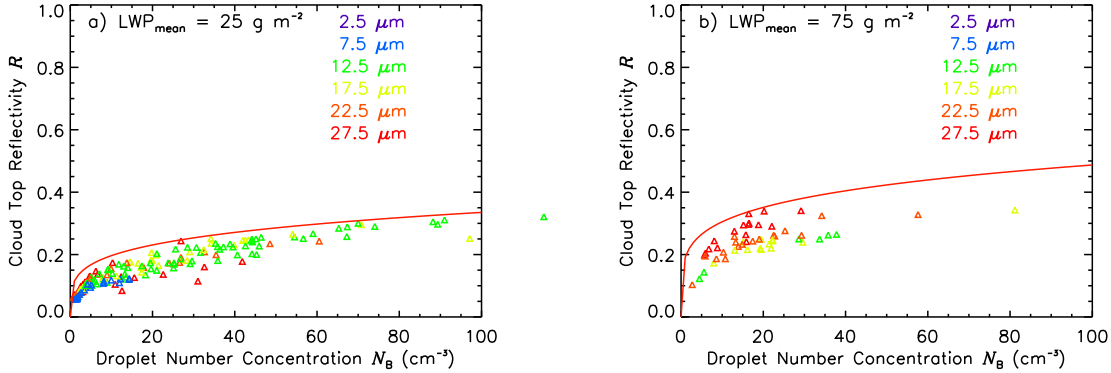 a) LWPmean = 25 g m⁻²
2.5 μm
7.5 μm
12.5 μm
17.5 μm
22.5 μm
27.5 μm
Cloud Top Reflectivity R
1.0
0.8
0.6
0.4
0.2
0.0
0 20 40 60 80 100
Droplet Number Concentration NB (cm⁻³)
b) LWPmean = 75 g m⁻²
2.5 μm
7.5 μm
12.5 μm
17.5 μm
22.5 μm
27.5 μm
Cloud Top Reflectivity R
1.0
0.8
0.6
0.4
0.2
0.0
0 20 40 60 80 100
Droplet Number Concentration NB (cm⁻³)